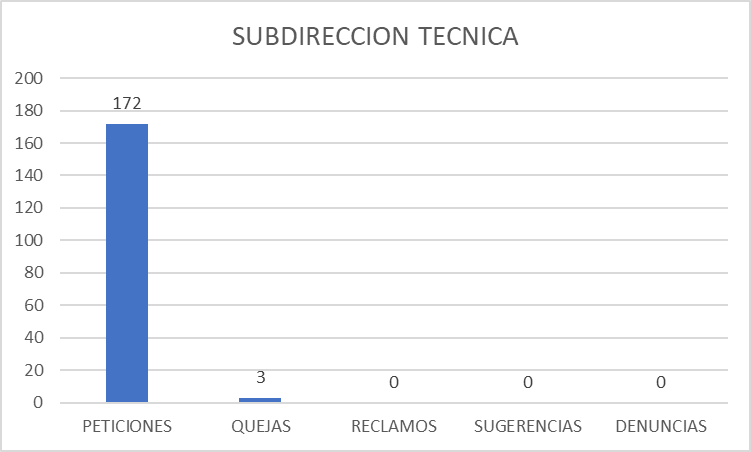 SUBDIRECCION TECNICA
200
180
160
140
120
100
80
60
40
20
0
172
3
0
0
0
PETICIONES
QUEJAS
RECLAMOS
SUGERENCIAS
DENUNCIAS